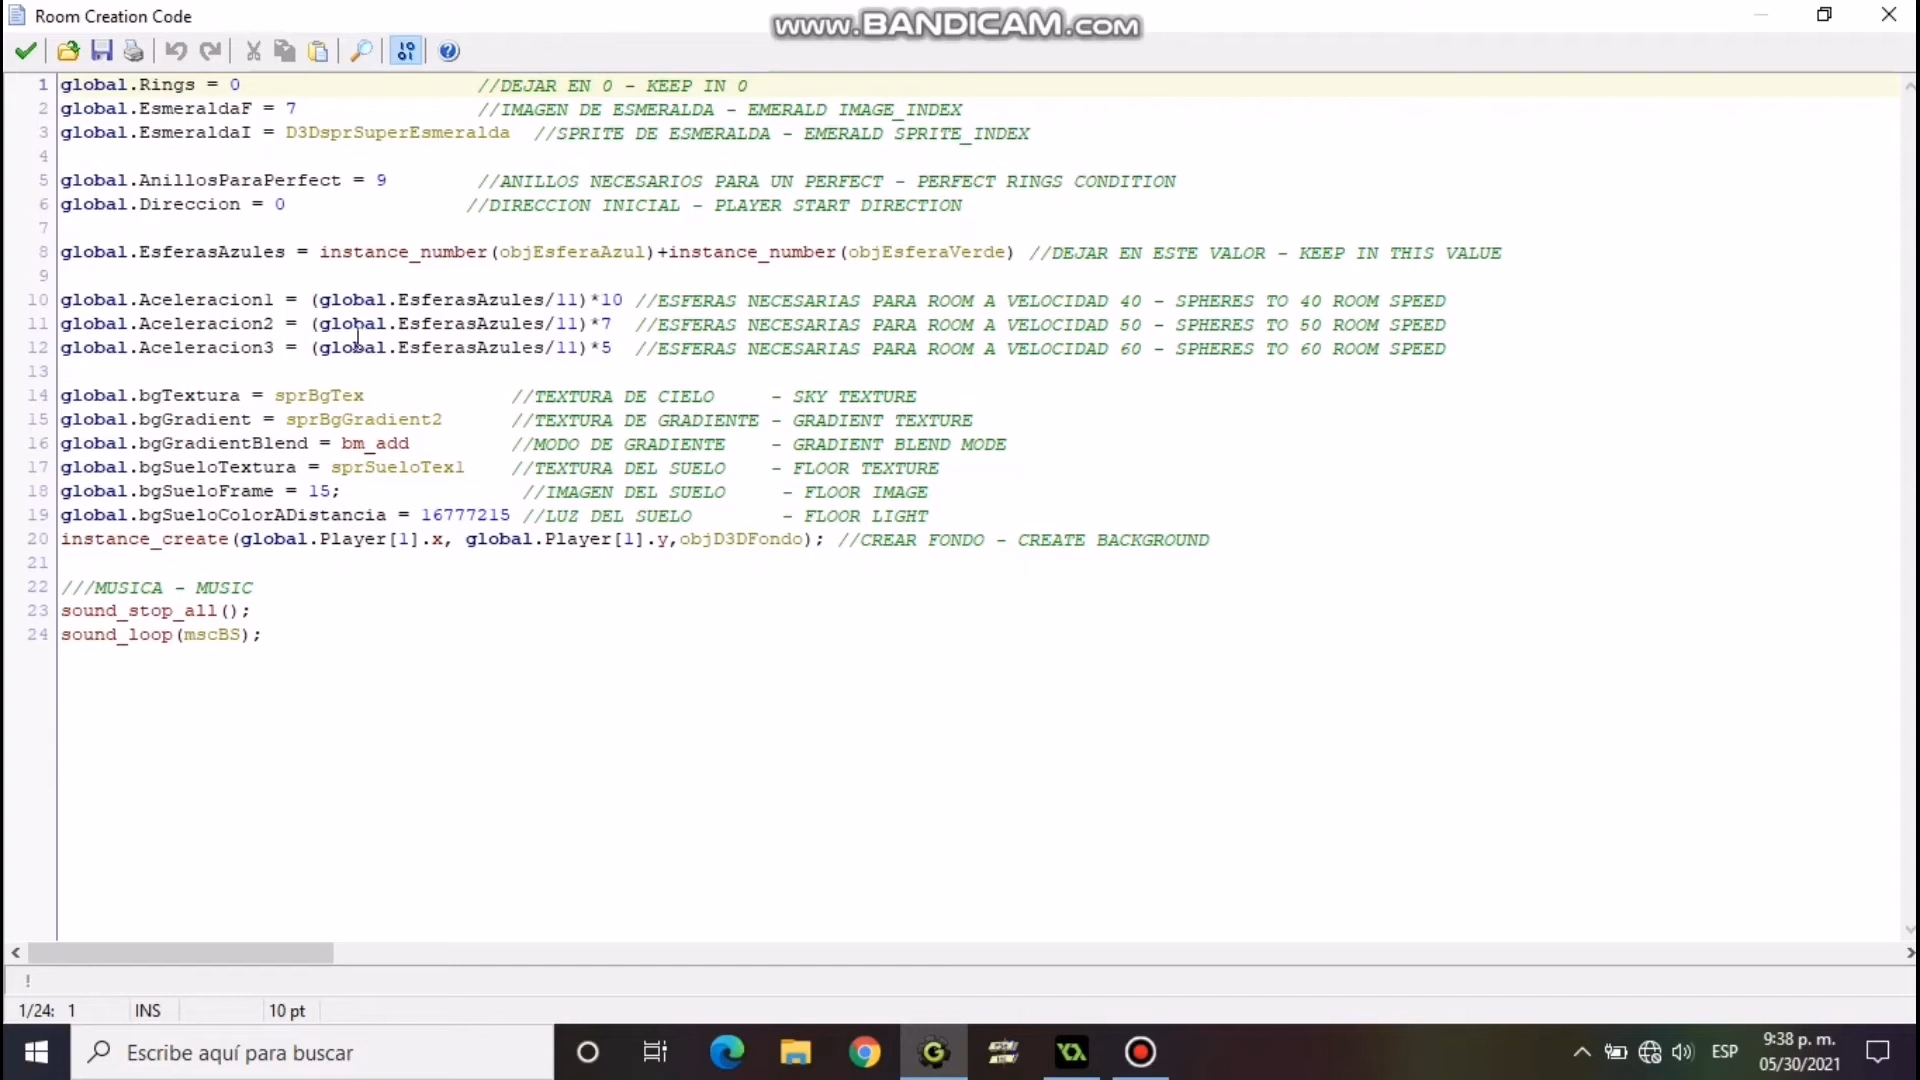 Room Creation Code
www.BANDICAM.com
1 global.Rings = 0 //DEJAR EN 0 - KEEP IN 0
2 global.EsmeraldaF = 7 //IMAGEN DE ESMERALDA - EMERALD IMAGE_INDEX
3 global.EsmeraldaI = D3DsprSuperEsmeralda //SPRITE DE ESMERALDA - EMERALD SPRITE_INDEX
4
5 global.AnillosParaPerfect = 9 //ANILLOS NECESARIOS PARA UN PERFECT - PERFECT RINGS CONDITION
6 global.Direccion = 0 //DIRECCION INICIAL - PLAYER START DIRECTION
7
8 global.EsferasAzules = instance_number(objEsferaAzul)+instance_number(objEsferaVerde) //DEJAR EN ESTE VALOR - KEEP IN THIS VALUE
9
10 global.Aceleracion1 = (global.EsferasAzules/11)*10 //ESFERAS NECESARIAS PARA ROOM A VELOCIDAD 40 - SPHERES TO 40 ROOM SPEED
11 global.Aceleracion2 = (global.EsferasAzules/11)*7 //ESFERAS NECESARIAS PARA ROOM A VELOCIDAD 50 - SPHERES TO 50 ROOM SPEED
12 global.Aceleracion3 = (global.EsferasAzules/11)*5 //ESFERAS NECESARIAS PARA ROOM A VELOCIDAD 60 - SPHERES TO 60 ROOM SPEED
13
14 global.bgTextura = sprBgTex //TEXTURA DE CIELO - SKY TEXTURE
15 global.bgGradient = sprBgGradient2 //TEXTURA DE GRADIENTE - GRADIENT TEXTURE
16 global.bgGradientBlend = bm_add //MODO DE GRADIENTE - GRADIENT BLEND MODE
17 global.bgSueloTextura = sprSueloTex1 //TEXTURA DEL SUELO - FLOOR TEXTURE
18 global.bgSueloFrame = 15; //IMAGEN DEL SUELO - FLOOR IMAGE
19 global.bgSueloColorADistancia = 16777215 //LUZ DEL SUELO - FLOOR LIGHT
20 instance_create(global.Player[1].x, global.Player[1].y,objD3DFondo); //CREAR FONDO - CREATE BACKGROUND
21
22 ///MUSICA - MUSIC
23 sound_stop_all();
24 sound_loop(mscBS);
!
1/24: 1 INS 10 pt
Escribe aquí para buscar
ESP
9:38 p. m.
05/30/2021